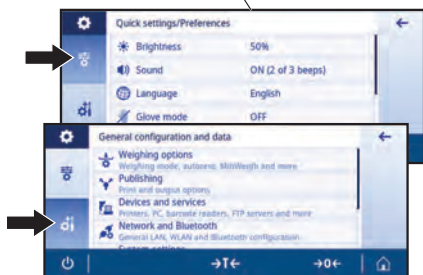 Quick settings/Preferences
Brightness 50%
Sound ON (2 of 3 beeps)
Language English
Glove mode OFF
General configuration and data
Weighing options
Weighing mode, autozero, MinWeigh and more
Publishing
Print and output options
Devices and services
Printers, PC, barcode readers, FTP servers and more
Network and Bluetooth
General LAN, WLAN and Bluetooth configuration
System settings
→T←
→0←